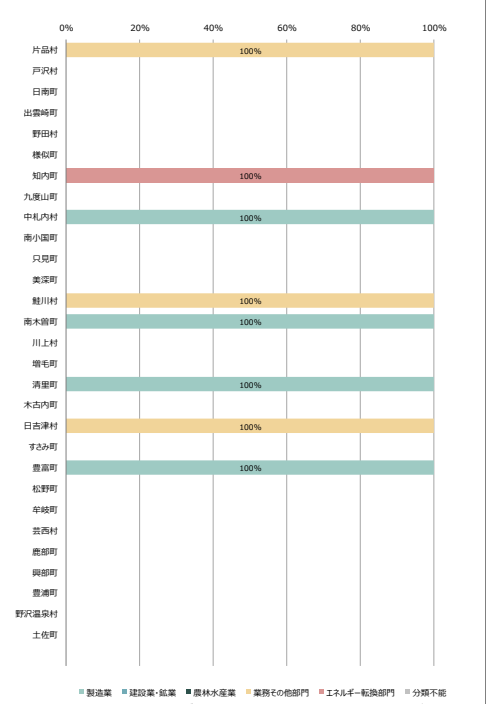 0% 20% 40% 60% 80% 100%
片品村 100%
戸沢村
日南町
出雲崎町
野田村
様似町
知内町 100%
九度山町
中札内村 100%
南小国町
只見町
美深町
鮭川村 100%
南木曽町 100%
川上村
増毛町
清里町 100%
木古内町
日吉津村 100%
すさみ町
豊富町 100%
松野町
牟岐町
芸西村
鹿部町
興部町
豊浦町
野沢温泉村
土佐町
製造業 建設業・鉱業 農林水産業 業務その他部門 エネルギー転換部門 分類不能